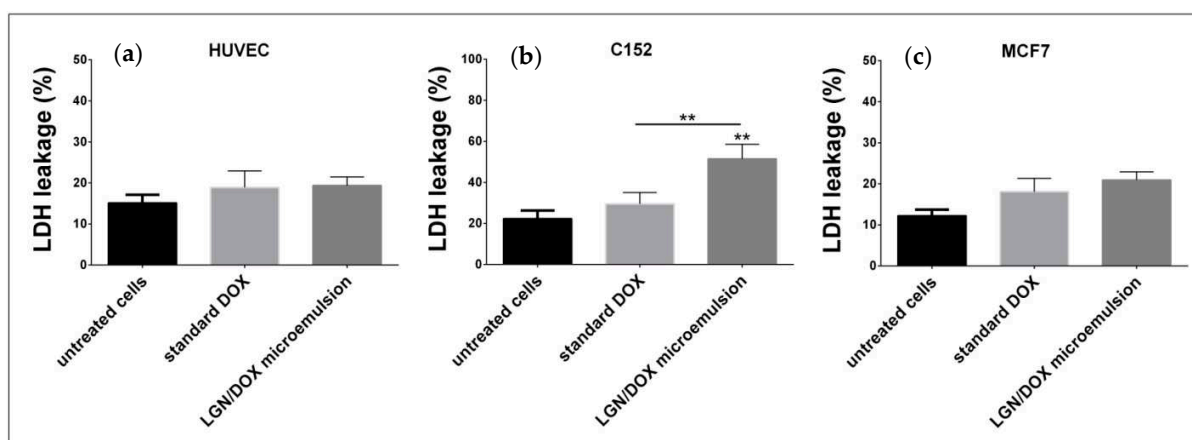 (a)
HUVEC
LDH leakage (%)
50
40
30
20
10
0
untreated cells
standard DOX
LGN/DOX microemulsion
(b)
C152
LDH leakage (%)
100
80
60
40
20
0
**
**
untreated cells
standard DOX
LGN/DOX microemulsion
(c)
MCF7
LDH leakage (%)
50
40
30
20
10
0
untreated cells
standard DOX
LGN/DOX microemulsion